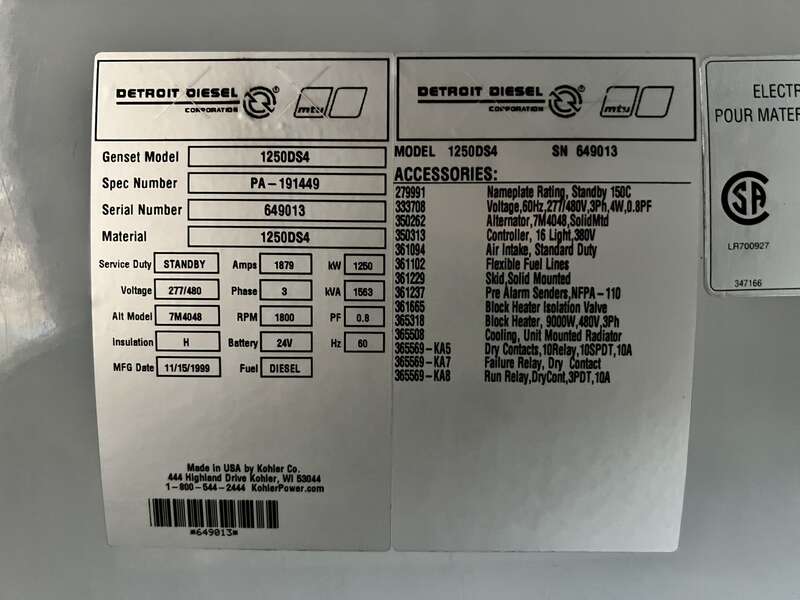 DETROIT DIESEL
CORPORATION
mtu
Genset Model 1250DS4
Spec Number PA-191449
Serial Number 649013
Material 1250DS4
Service Duty STANDBY Amps 1879 kW 1250
Voltage 277/480 Phase 3 kVA 1563
Alt Model 7M4048 RPM 1800 PF 0.8
Insulation H Battery 24V Hz 60
MFG Date 11/15/1999 Fuel DIESEL
Made in USA by Kohler Co.
444 Highland Drive Kohler, WI 53044
1-800-544-2444 KohlerPower.com
*649013*
DETROIT DIESEL
CORPORATION
mtu
MODEL 1250DS4 SN 649013
ACCESSORIES:
279991 Nameplate Rating, Standby 150C
333708 Voltage,60Hz,277/480V,3Ph,4W,0.8PF
350262 Alternator,7M4048,SolidMtd
350313 Controller, 16 Light,380V
361094 Air Intake, Standard Duty
361102 Flexible Fuel Lines
361229 Skid,Solid Mounted
361237 Pre Alarm Senders,NFPA-110
361665 Block Heater Isolation Valve
365318 Block Heater, 9000W,480V,3Ph
365508 Cooling, Unit Mounted Radiator
365569-KA5 Dry Contacts,10Relay,10SPDT,10A
365569-KA7 Failure Relay, Dry Contact
365569-KA8 Run Relay,DryCont,3PDT,10A
ELECTR
POUR MATER
SA
LR700927
347166